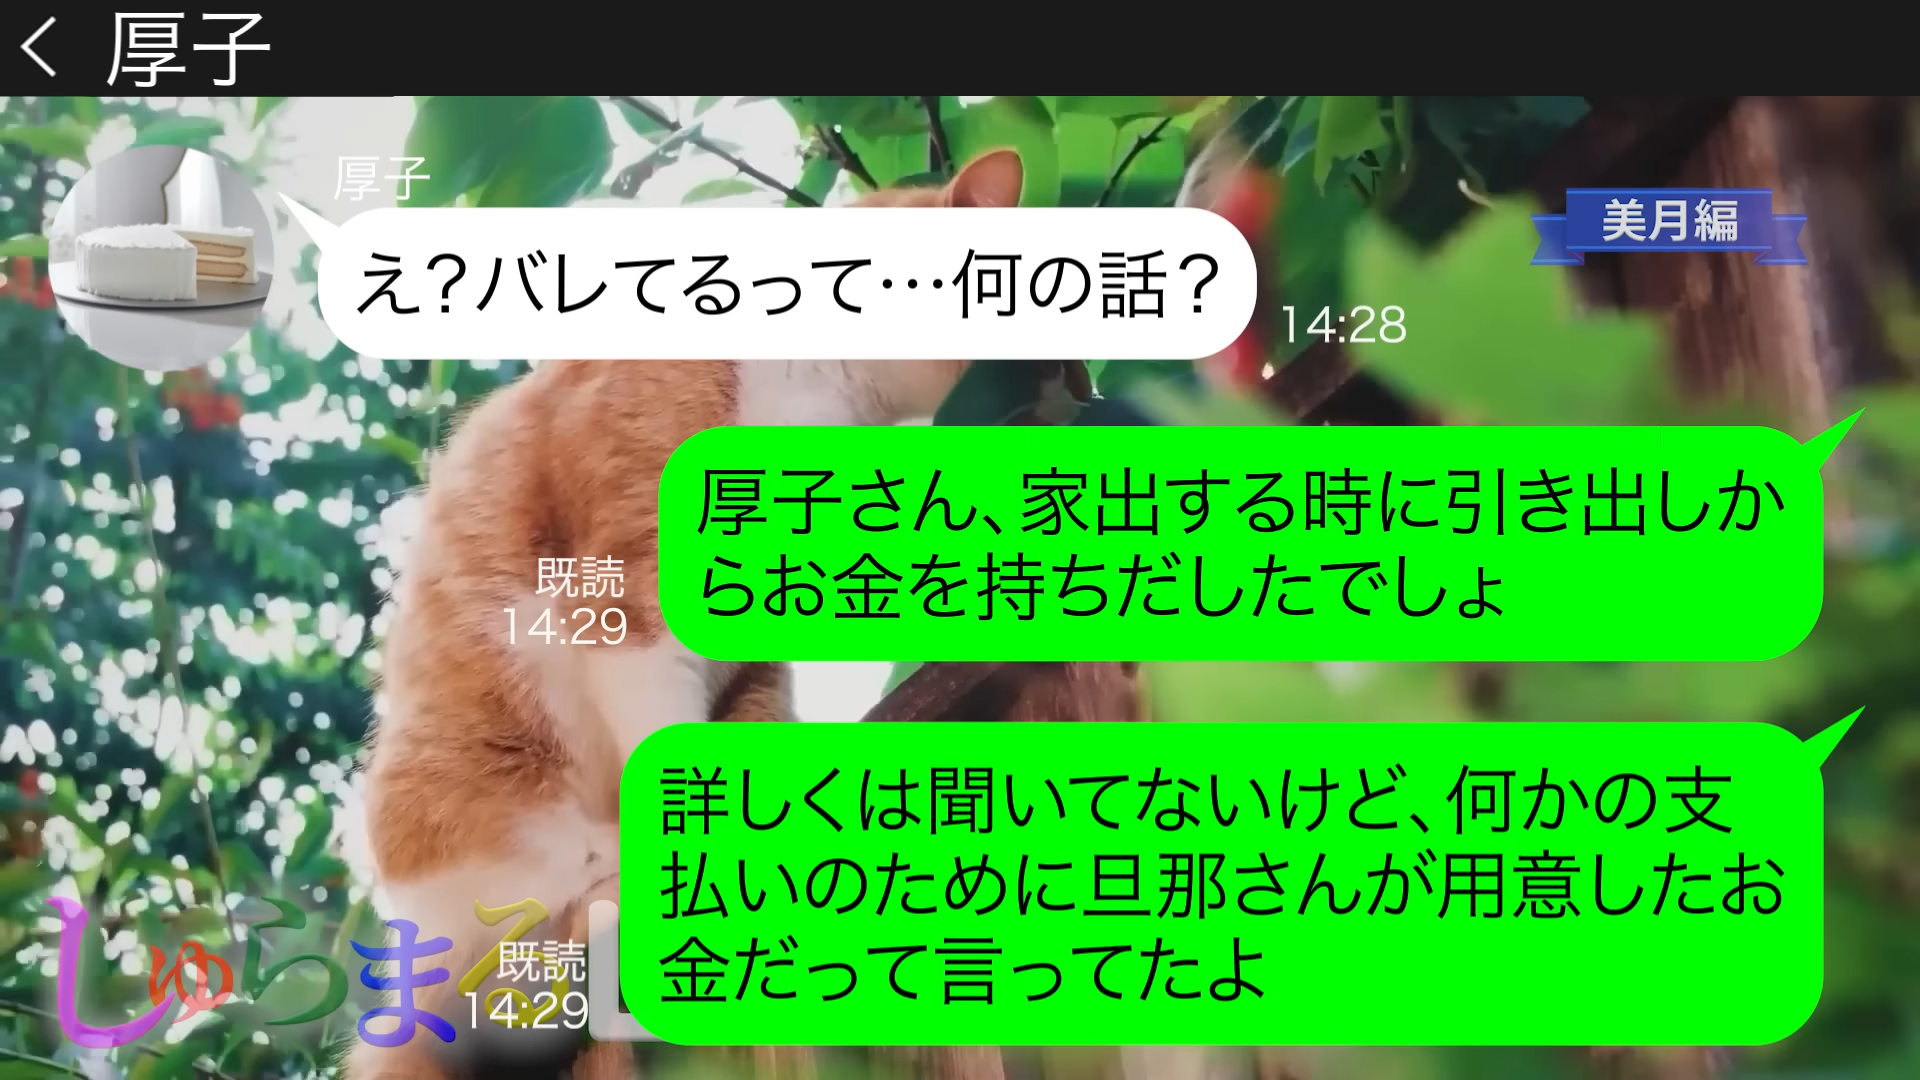 厚子
厚子
美月編
え?バレてるって…何の話?
14:28
厚子さん、家出する時に引き出しか
らお金を持ちだしたでしょ
既読
14:29
詳しくは聞いてないけど、何かの支
払いのために旦那さんが用意したお
金だって言ってたよ
既読
14:29
しゅらまる